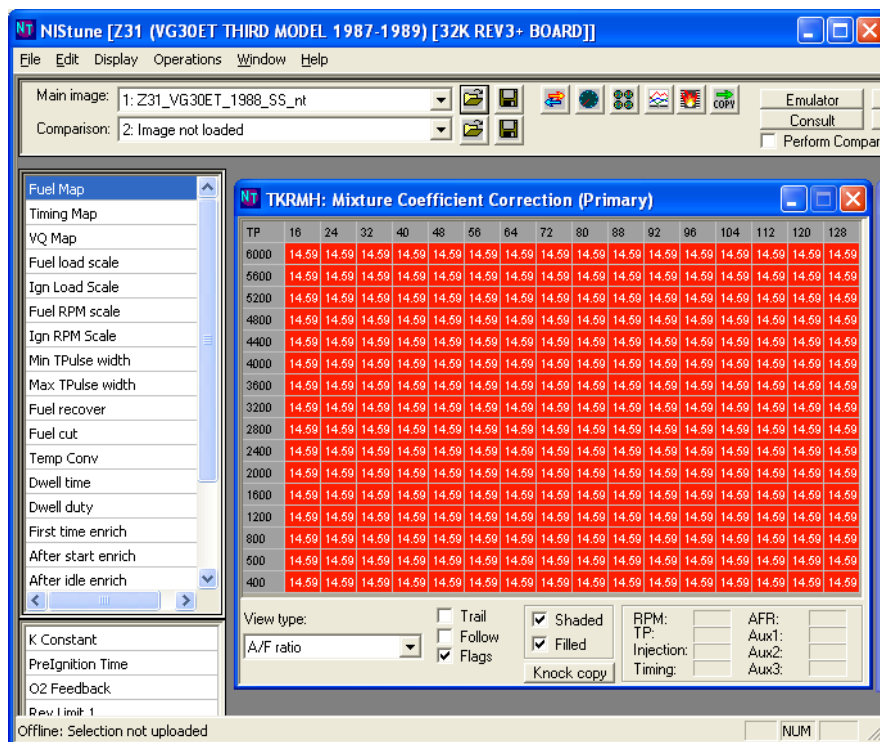 NIStune [Z31 (VG30ET THIRD MODEL 1987-1989) [32K REV3+ BOARD]]
File Edit Display Operations Window Help
Main image: 1: Z31_VG30ET_1988_SS_nt
COPY
Emulator
Comparison: 2: Image not loaded
Consult
Perform Compar
Fuel Map
Timing Map
VQ Map
Fuel load scale
Ign Load Scale
Fuel RPM scale
Ign RPM Scale
Min TPulse width
Max TPulse width
Fuel recover
Fuel cut
Temp Conv
Dwell time
Dwell duty
First time enrich
After start enrich
After idle enrich
K Constant
PreIgnition Time
O2 Feedback
Rev Limit 1
NT TKRMH: Mixture Coefficient Correction (Primary)
TP 16 24 32 40 48 56 64 72 80 88 92 96 104 112 120 128
6000 14.59 14.59 14.59 14.59 14.59 14.59 14.59 14.59 14.59 14.59 14.59 14.59 14.59 14.59 14.59 14.59
5600 14.59 14.59 14.59 14.59 14.59 14.59 14.59 14.59 14.59 14.59 14.59 14.59 14.59 14.59 14.59 14.59
5200 14.59 14.59 14.59 14.59 14.59 14.59 14.59 14.59 14.59 14.59 14.59 14.59 14.59 14.59 14.59 14.59
4800 14.59 14.59 14.59 14.59 14.59 14.59 14.59 14.59 14.59 14.59 14.59 14.59 14.59 14.59 14.59 14.59
4400 14.59 14.59 14.59 14.59 14.59 14.59 14.59 14.59 14.59 14.59 14.59 14.59 14.59 14.59 14.59 14.59
4000 14.59 14.59 14.59 14.59 14.59 14.59 14.59 14.59 14.59 14.59 14.59 14.59 14.59 14.59 14.59 14.59
3600 14.59 14.59 14.59 14.59 14.59 14.59 14.59 14.59 14.59 14.59 14.59 14.59 14.59 14.59 14.59 14.59
3200 14.59 14.59 14.59 14.59 14.59 14.59 14.59 14.59 14.59 14.59 14.59 14.59 14.59 14.59 14.59 14.59
2800 14.59 14.59 14.59 14.59 14.59 14.59 14.59 14.59 14.59 14.59 14.59 14.59 14.59 14.59 14.59 14.59
2400 14.59 14.59 14.59 14.59 14.59 14.59 14.59 14.59 14.59 14.59 14.59 14.59 14.59 14.59 14.59 14.59
2000 14.59 14.59 14.59 14.59 14.59 14.59 14.59 14.59 14.59 14.59 14.59 14.59 14.59 14.59 14.59 14.59
1600 14.59 14.59 14.59 14.59 14.59 14.59 14.59 14.59 14.59 14.59 14.59 14.59 14.59 14.59 14.59 14.59
1200 14.59 14.59 14.59 14.59 14.59 14.59 14.59 14.59 14.59 14.59 14.59 14.59 14.59 14.59 14.59 14.59
800 14.59 14.59 14.59 14.59 14.59 14.59 14.59 14.59 14.59 14.59 14.59 14.59 14.59 14.59 14.59 14.59
500 14.59 14.59 14.59 14.59 14.59 14.59 14.59 14.59 14.59 14.59 14.59 14.59 14.59 14.59 14.59 14.59
400 14.59 14.59 14.59 14.59 14.59 14.59 14.59 14.59 14.59 14.59 14.59 14.59 14.59 14.59 14.59 14.59
View type:
A/F ratio
Trail
Follow
Flags
Shaded
Filled
Knock copy
RPM: AFR:
TP: Aux1:
Injection: Aux2:
Timing: Aux3:
Offline: Selection not uploaded NUM